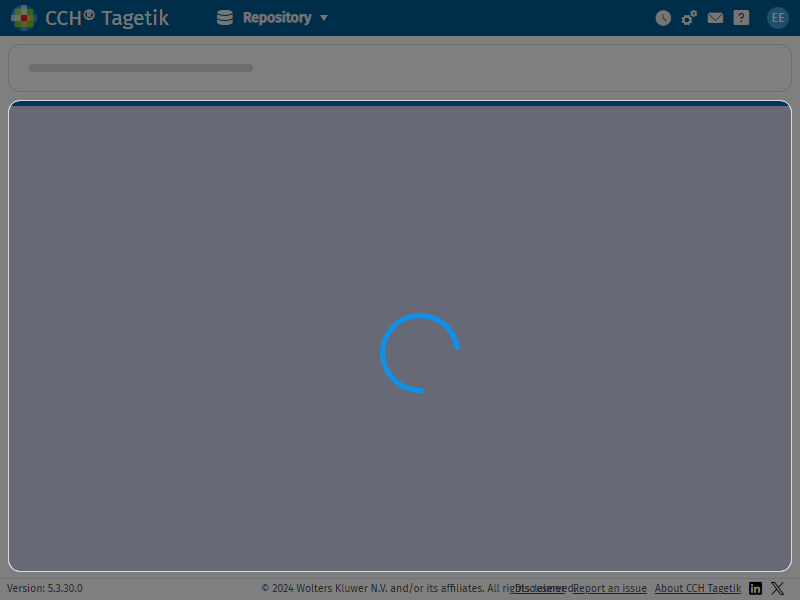 CCH® Tagetik
Repository
?
EE
Version: 5.3.30.0
© 2024 Wolters Kluwer N.V. and/or its affiliates. All rights reserved.
Disclaimer
Report an issue
About CCH Tagetik
in
X